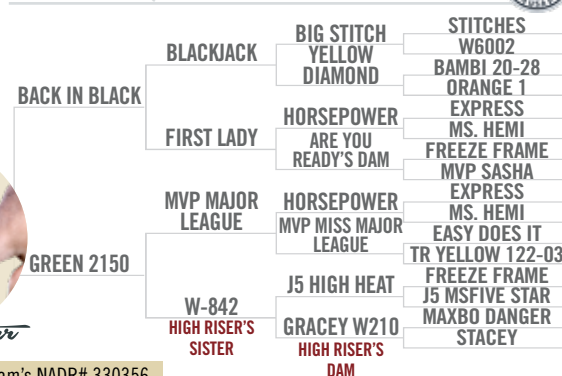 BACK IN BLACK
GREEN 2150
BLACKJACK
FIRST LADY
MVP MAJOR
LEAGUE
W-842
HIGH RISER'S
SISTER
BIG STITCH
YELLOW
DIAMOND
HORSEPOWER
ARE YOU
READY'S DAM
HORSEPOWER
MVP MISS MAJOR
LEAGUE
J5 HIGH HEAT
GRACEY W210
HIGH RISER'S
DAM
STITCHES
W6002
BAMBI 20-28
ORANGE 1
EXPRESS
MS. HEMI
FREEZE FRAME
MVP SASHA
EXPRESS
MS. HEMI
EASY DOES IT
TR YELLOW 122-03
FREEZE FRAME
J5 MSFIVE STAR
MAXBO DANGER
STACEY
am's NADR# 330356